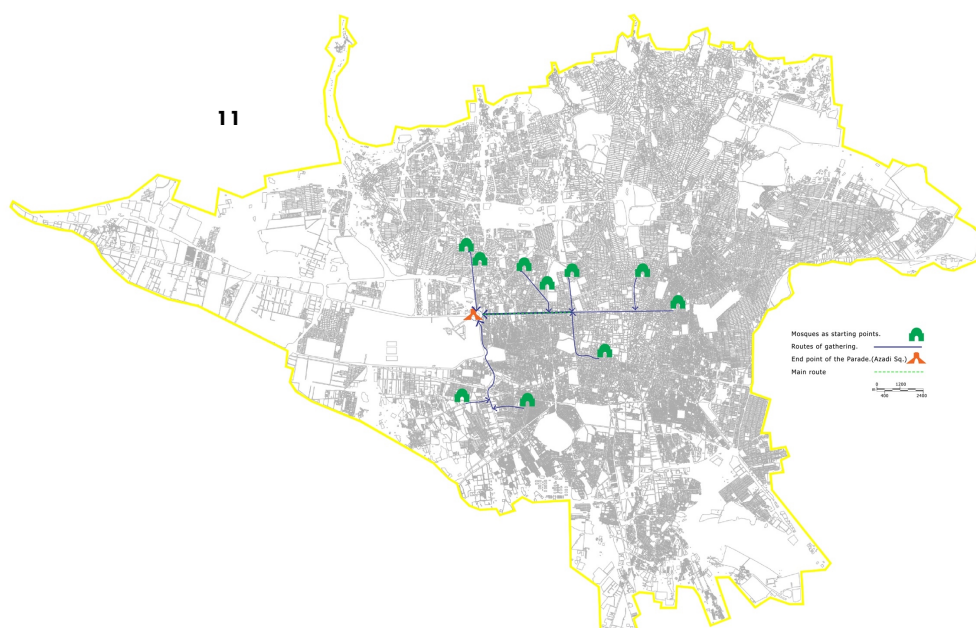 11
Mosques as starting points.
Routes of gathering.
End point of the Parade.(Azadi Sq.)
Main route
0 1200
m
400 2400